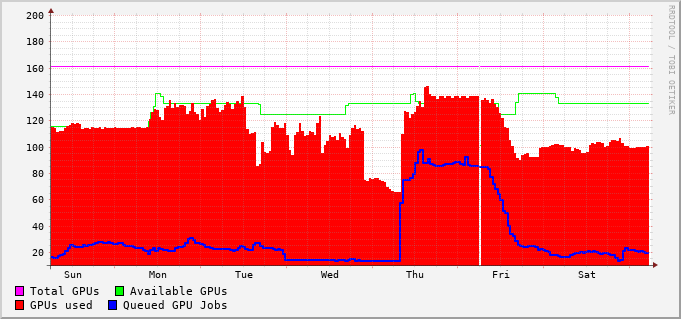 RRDTOOL / TOBI OETIKER
200
180
160
140
120
100
80
60
40
20
Sun Mon Tue Wed Thu Fri Sat
Total GPUs Available GPUs
GPUs used Queued GPU Jobs